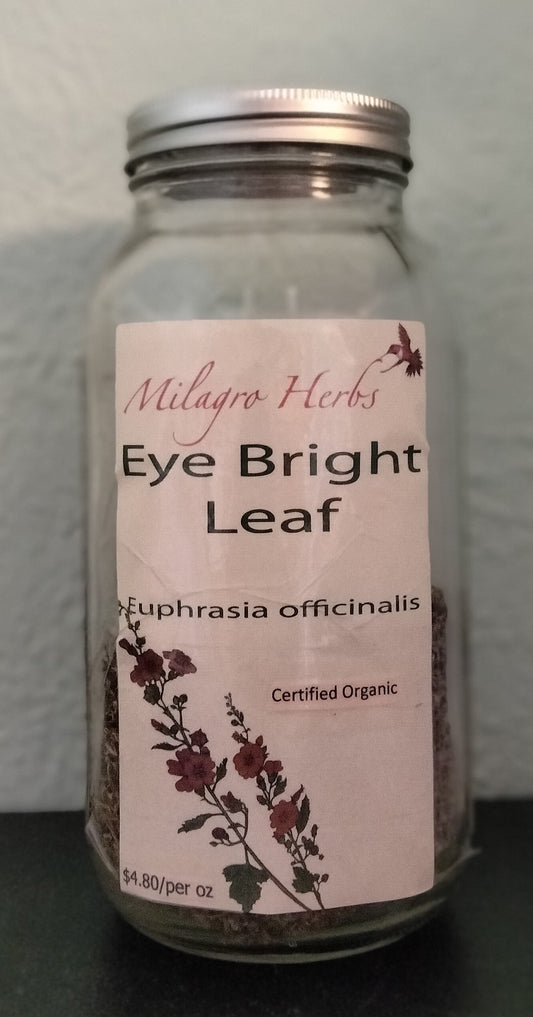 Milagro Herbs
Eye Bright
Leaf
Euphrasia officinalis
Certified Organic
$4.80/per oz